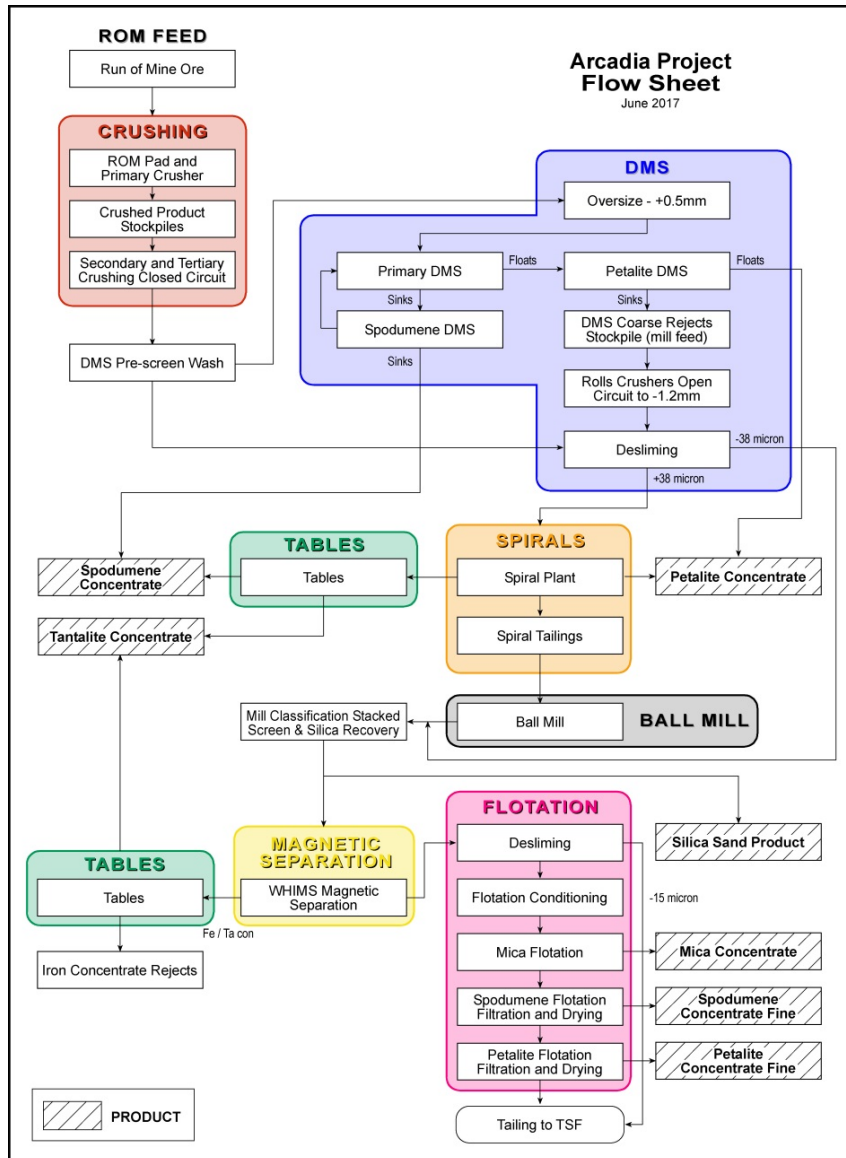 ROM FEED
Run of Mine Ore
Arcadia Project
Flow Sheet
June 2017
CRUSHING
ROM Pad and
Primary Crusher
Crushed Product
Stockpiles
Secondary and Tertiary
Crushing Closed Circuit
DMS Pre-screen Wash
DMS
Oversize - +0.5mm
Primary DMS
Floats
Petalite DMS
Floats
Sinks
Sinks
Spodumene DMS
DMS Coarse Rejects
Stockpile (mill feed)
Sinks
Rolls Crushers Open
Circuit to -1.2mm
Desliming
-38 micron
+38 micron
TABLES
Tables
SPIRALS
Spiral Plant
Spiral Tailings
Spodumene
Concentrate
Petalite Concentrate
Tantalite Concentrate
Mill Classification Stacked
Screen & Silica Recovery
Ball Mill
BALL MILL
FLOTATION
Desliming
Silica Sand Product
MAGNETIC
SEPARATION
WHIMS Magnetic
Separation
TABLES
Tables
Fe / Ta con
Iron Concentrate Rejects
Flotation Conditioning
-15 micron
Mica Flotation
Mica Concentrate
Spodumene Flotation
Filtration and Drying
Spodumene
Concentrate Fine
Petalite Flotation
Filtration and Drying
Petalite
Concentrate Fine
Tailing to TSF
PRODUCT